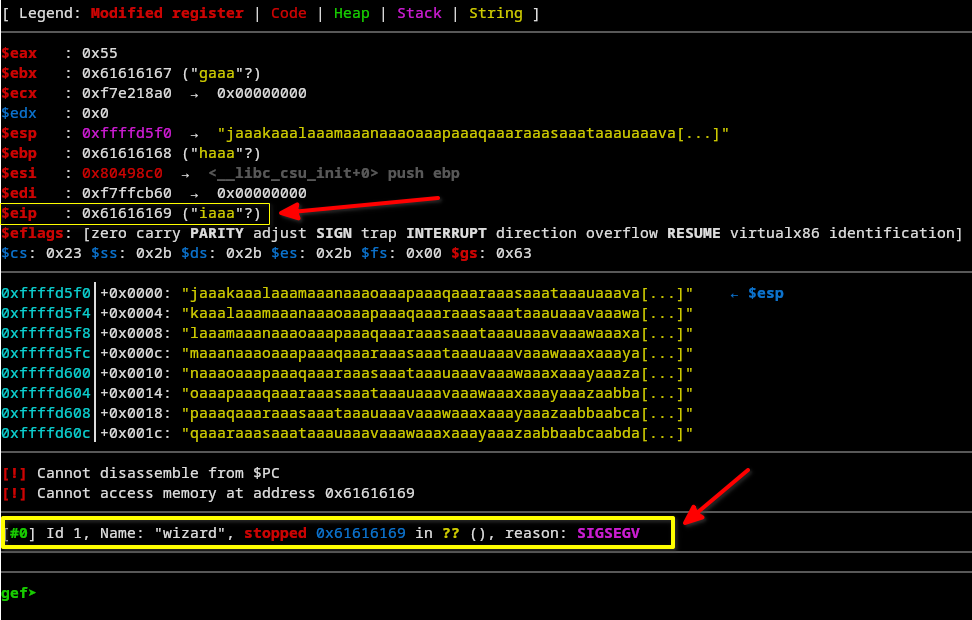 [ Legend: Modified register | Code | Heap | Stack | String ]
$eax   : 0x55
$ebx   : 0x61616167 ("gaaa"?)
$ecx   : 0xf7e218a0  →  0x00000000
$edx   : 0x0
$esp   : 0xffffd5f0  →  "jaaakaaalaaamaaanaaaoaaapaaaqaaaraaasaaataaauaaava[...]"
$ebp   : 0x61616168 ("haaa"?)
$esi   : 0x80498c0  →  <__libc_csu_init+0> push ebp
$edi   : 0xf7ffcb60  →  0x00000000
$eip   : 0x61616169 ("iaaa"?)
$eflags: [zero carry PARITY adjust SIGN trap INTERRUPT direction overflow RESUME virtualx86 identification]
$cs: 0x23 $ss: 0x2b $ds: 0x2b $es: 0x2b $fs: 0x00 $gs: 0x63
0xffffd5f0│+0x0000: "jaaakaaalaaamaaanaaaoaaapaaaqaaaraaasaaataaauaaava[...]"    ← $esp
0xffffd5f4│+0x0004: "kaaalaaamaaanaaaoaaapaaaqaaaraaasaaataaauaaavaaawa[...]"
0xffffd5f8│+0x0008: "laaamaaanaaaoaaapaaaqaaaraaasaaataaauaaavaaawaaaxa[...]"
0xffffd5fc│+0x000c: "maaanaaaoaaapaaaqaaaraaasaaataaauaaavaaawaaaxaaaya[...]"
0xffffd600│+0x0010: "naaaoaaapaaaqaaaraaasaaataaauaaavaaawaaaxaaayaaaza[...]"
0xffffd604│+0x0014: "oaaapaaaqaaaraaasaaataaauaaavaaawaaaxaaayaaazaabba[...]"
0xffffd608│+0x0018: "paaaqaaaraaasaaataaauaaavaaawaaaxaaayaaazaabbaabca[...]"
0xffffd60c│+0x001c: "qaaaraaasaaataaauaaavaaawaaaxaaayaaazaabbaabcaabda[...]"
[!] Cannot disassemble from $PC
[!] Cannot access memory at address 0x61616169
[#0] Id 1, Name: "wizard", stopped 0x61616169 in ?? (), reason: SIGSEGV
gef➤